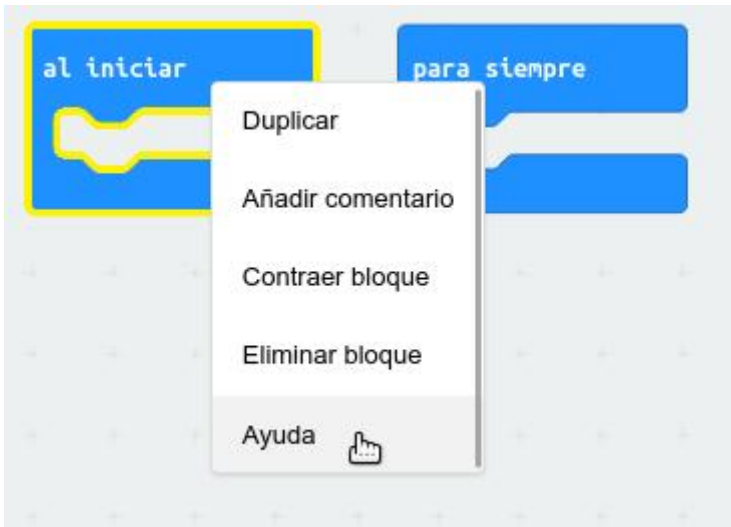 al iniciar
para siempre
Duplicar
Añadir comentario
Contraer bloque
Eliminar bloque
Ayuda